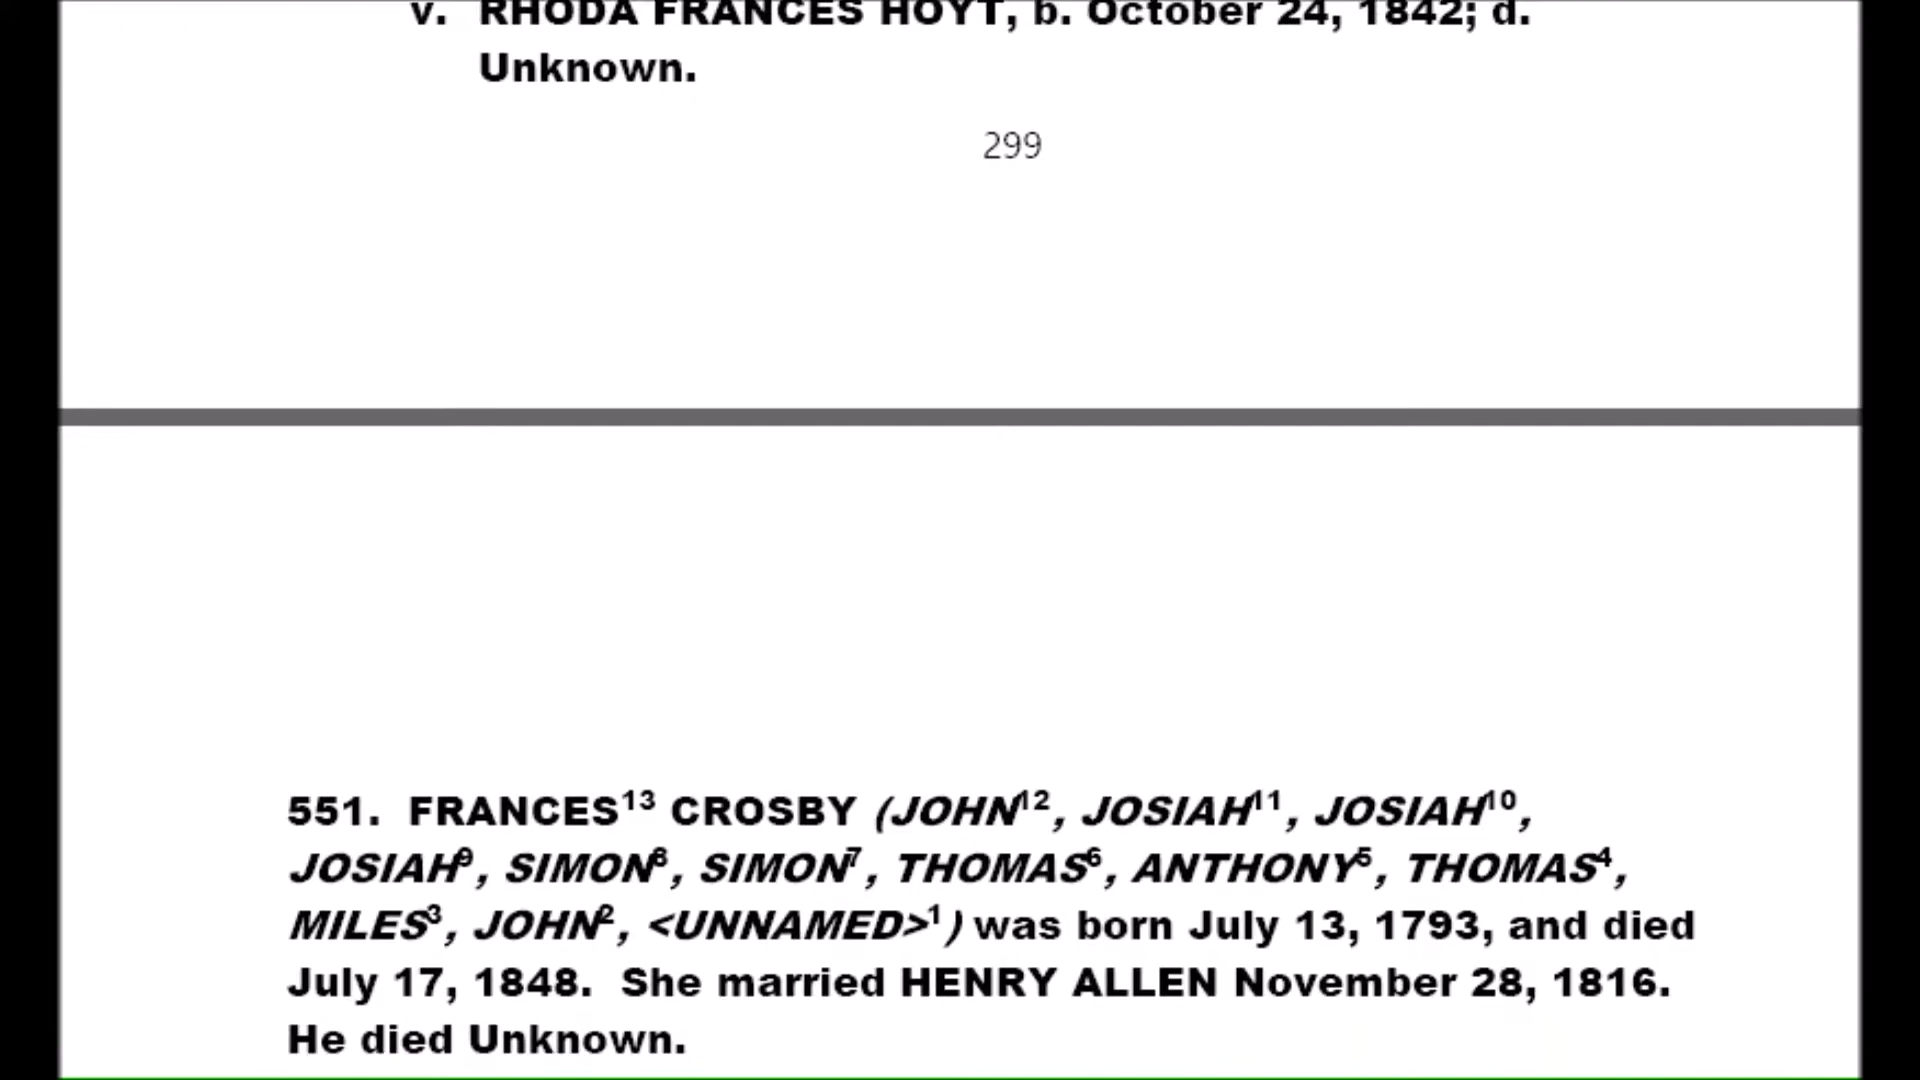 v. RHODA FRANCES HOYT, b. October 24, 1842; d.
Unknown.
299
551. FRANCES¹³ CROSBY (JOHN¹², JOSIAH¹¹, JOSIAH¹⁰,
JOSIAH⁹, SIMON⁸, SIMON⁷, THOMAS⁶, ANTHONY⁵, THOMAS⁴,
MILES³, JOHN², <UNNAMED>¹) was born July 13, 1793, and died
July 17, 1848. She married HENRY ALLEN November 28, 1816.
He died Unknown.